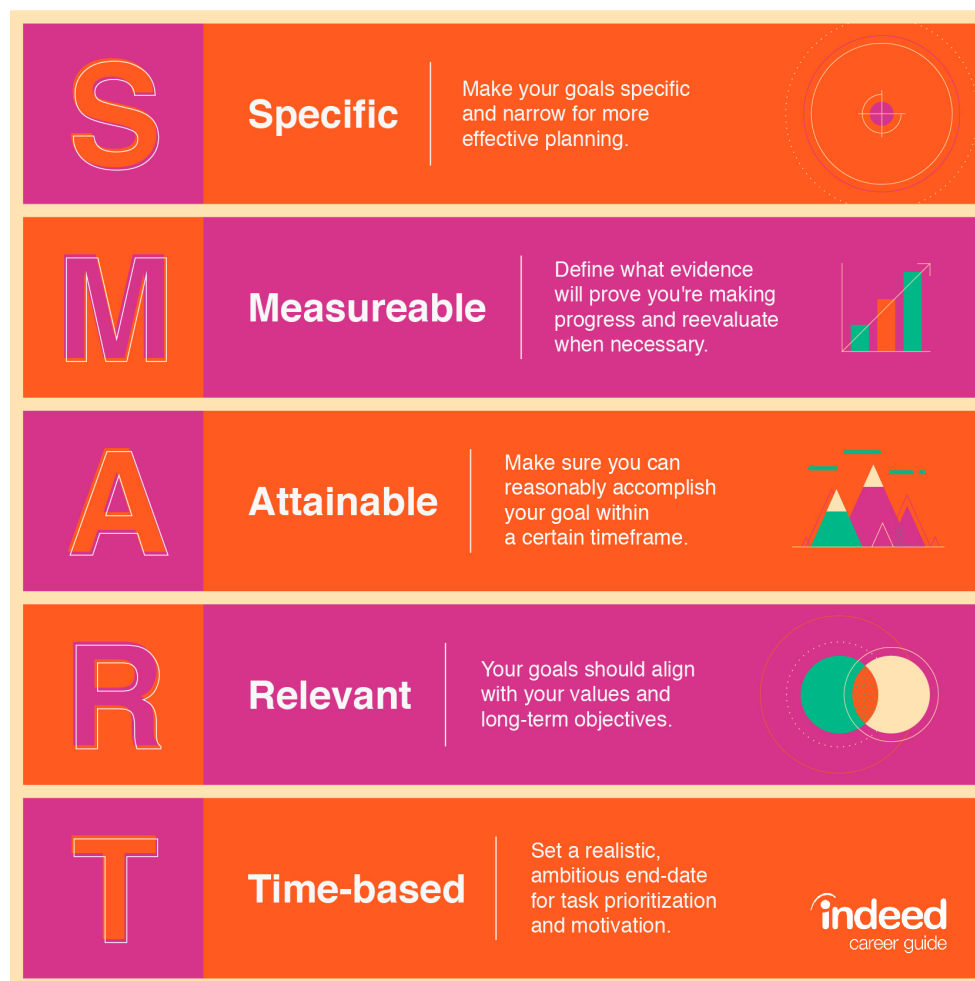 S
Specific
Make your goals specific
and narrow for more
effective planning.
M
Measureable
Define what evidence
will prove you're making
progress and reevaluate
when necessary.
A
Attainable
Make sure you can
reasonably accomplish
your goal within
a certain timeframe.
R
Relevant
Your goals should align
with your values and
long-term objectives.
T
Time-based
Set a realistic,
ambitious end-date
for task prioritization
and motivation.
indeed
career guide